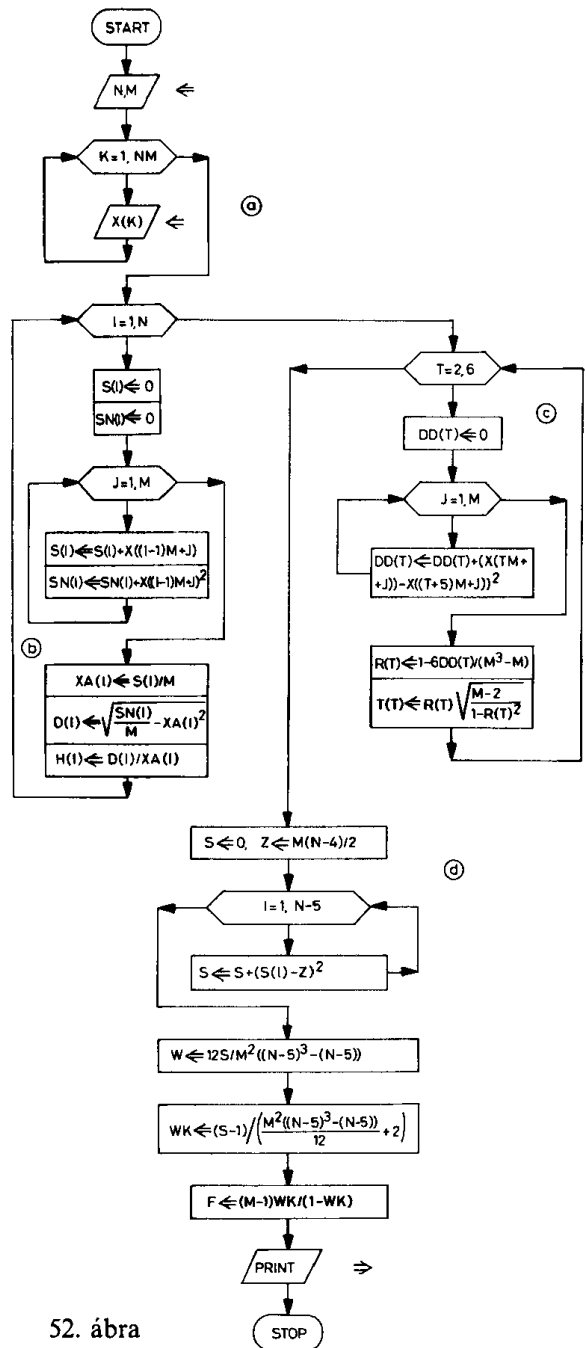 START
N,M ⇐
K=1, NM
X(K) ⇐
ⓐ
I=1,N
S(I)⇐0
SN(I)⇐0
J=1,M
S(I)⇐S(I)+X((I-1)M+J)
SN(I)⇐SN(I)+X((I-1)M+J)²
ⓑ
XA(I)⇐S(I)/M
D(I)⇐√(SN(I)/M-XA(I)²)
H(I)⇐D(I)/XA(I)
T=2,6
ⓒ
DD(T)⇐0
J=1,M
DD(T)⇐DD(T)+(X(TM+
+J))-X((T+5)M+J))²
R(T)⇐1-6DD(T)/(M³-M)
T(T)⇐R(T)√((M-2)/(1-R(T)²))
S⇐0, Z⇐M(N-4)/2
ⓓ
I=1, N-5
S⇐S+(S(I)-Z)²
W⇐12S/M²((N-5)³-(N-5))
WK⇐(S-1)/(M²((N-5)³-(N-5))/12+2)
F⇐(M-1)WK/(1-WK)
PRINT ⇒
STOP
52. ábra